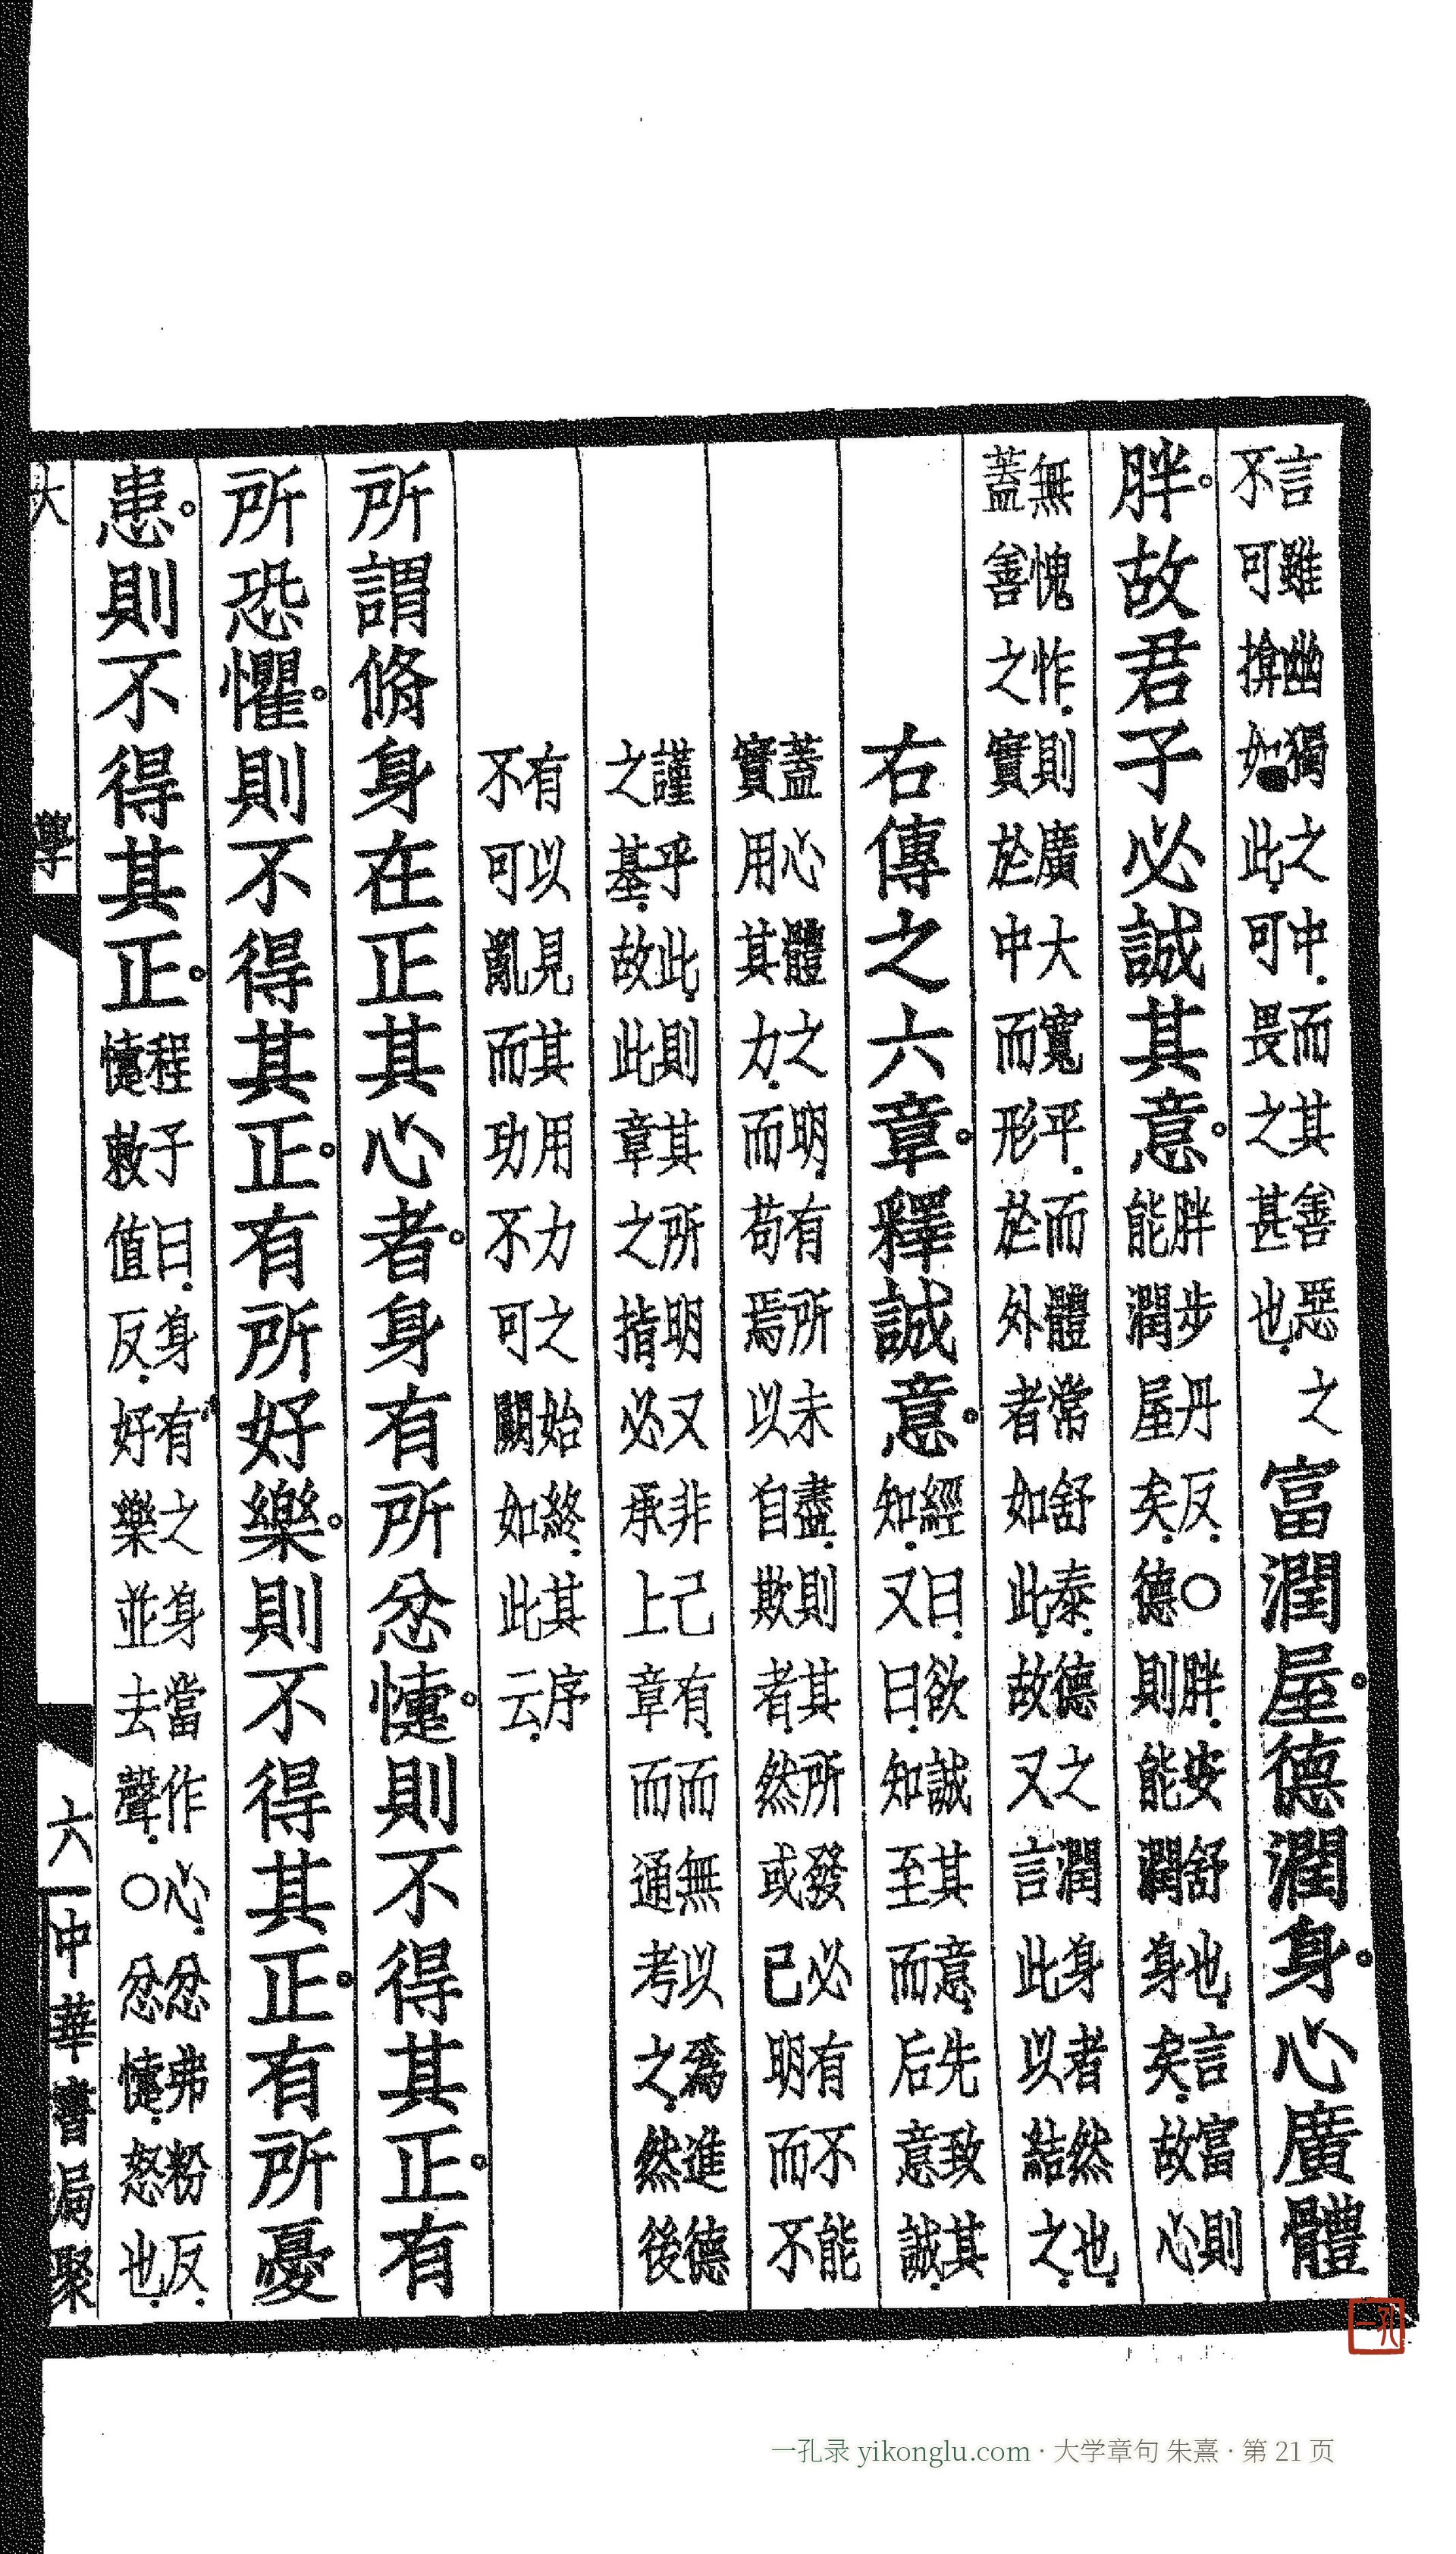 言雖幽獨之中.而其善惡之不可揜如此.可畏之甚也.富潤屋。德潤身。心廣體
胖。故君子必誠其意。胖步丹反.○胖.安舒也.言富則能潤屋矣.德則能潤身矣.故心
無愧怍.則廣大寬平.而體常舒泰.德之潤身者然也.蓋善之實於中而形於外者如此.故又言此以結之.
右傳之六章。釋誠意。經曰.欲誠其意.先致其知.又曰.知至而后意誠.
蓋心體之明.有所未盡.則其所發必有不能實用其力.而苟焉以自欺者.然或已明而不
謹乎此.則其所明又非己有.而無以爲進德之基.故此章之指.必承上章而通考之.然後
有以見其用力之始終.其序不可亂而功不可闕如此云.
所謂脩身在正其心者。身有所忿懥。則不得其正。有
所恐懼。則不得其正。有所好樂。則不得其正。有所憂
患。則不得其正。程子曰.身有之身當作心.忿弗粉反.懥敕值反.好樂並去聲.○忿懥.怒也.
大學 六 中華書局聚
一孔
一孔录 yikonglu.com · 大学章句 朱熹 · 第 21 页